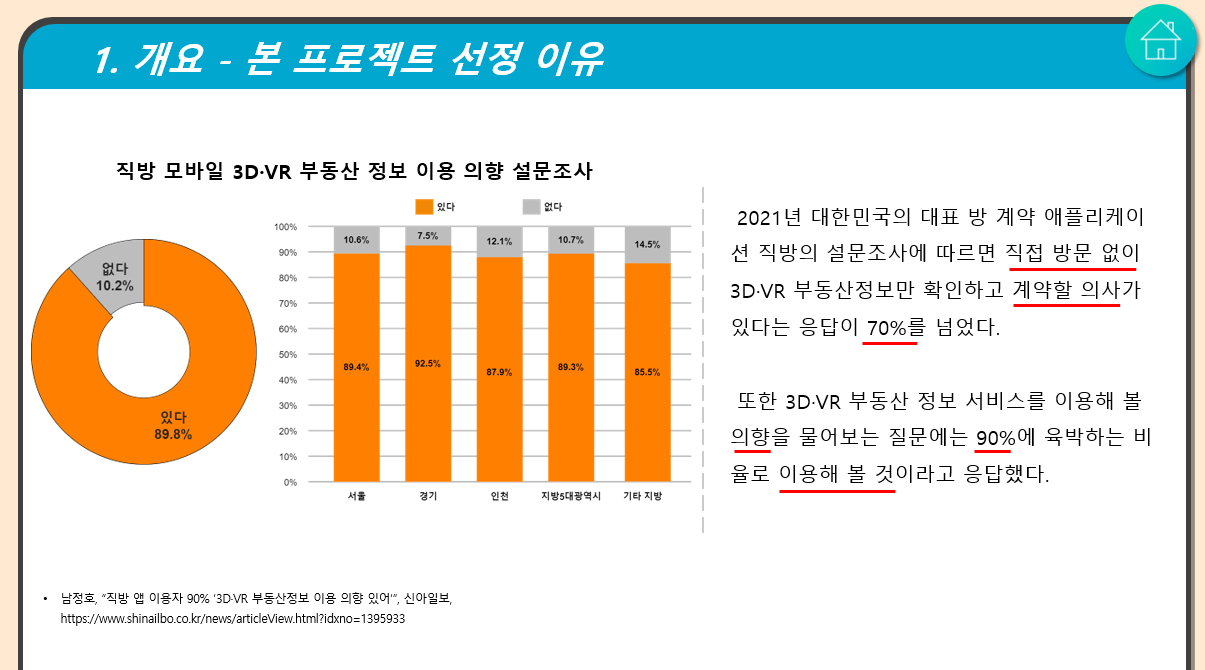 1. 개요 - 본 프로젝트 선정 이유
직방 모바일 3D·VR 부동산 정보 이용 의향 설문조사
없다
10.2%
있다
89.8%
있다 없다
100%
90%
80%
70%
60%
50%
40%
30%
20%
10%
0%
10.6% 7.5% 12.1% 10.7% 14.5%
89.4% 92.5% 87.9% 89.3% 85.5%
서울 경기 인천 지방5대광역시 기타 지방
2021년 대한민국의 대표 방 계약 애플리케이
션 직방의 설문조사에 따르면 직접 방문 없이
3D·VR 부동산정보만 확인하고 계약할 의사가
있다는 응답이 70%를 넘었다.
또한 3D·VR 부동산 정보 서비스를 이용해 볼
의향을 물어보는 질문에는 90%에 육박하는 비
율로 이용해 볼 것이라고 응답했다.
• 남정호, “직방 앱 이용자 90% ‘3D·VR 부동산정보 이용 의향 있어’”, 신아일보,
https://www.shinailbo.co.kr/news/articleView.html?idxno=1395933